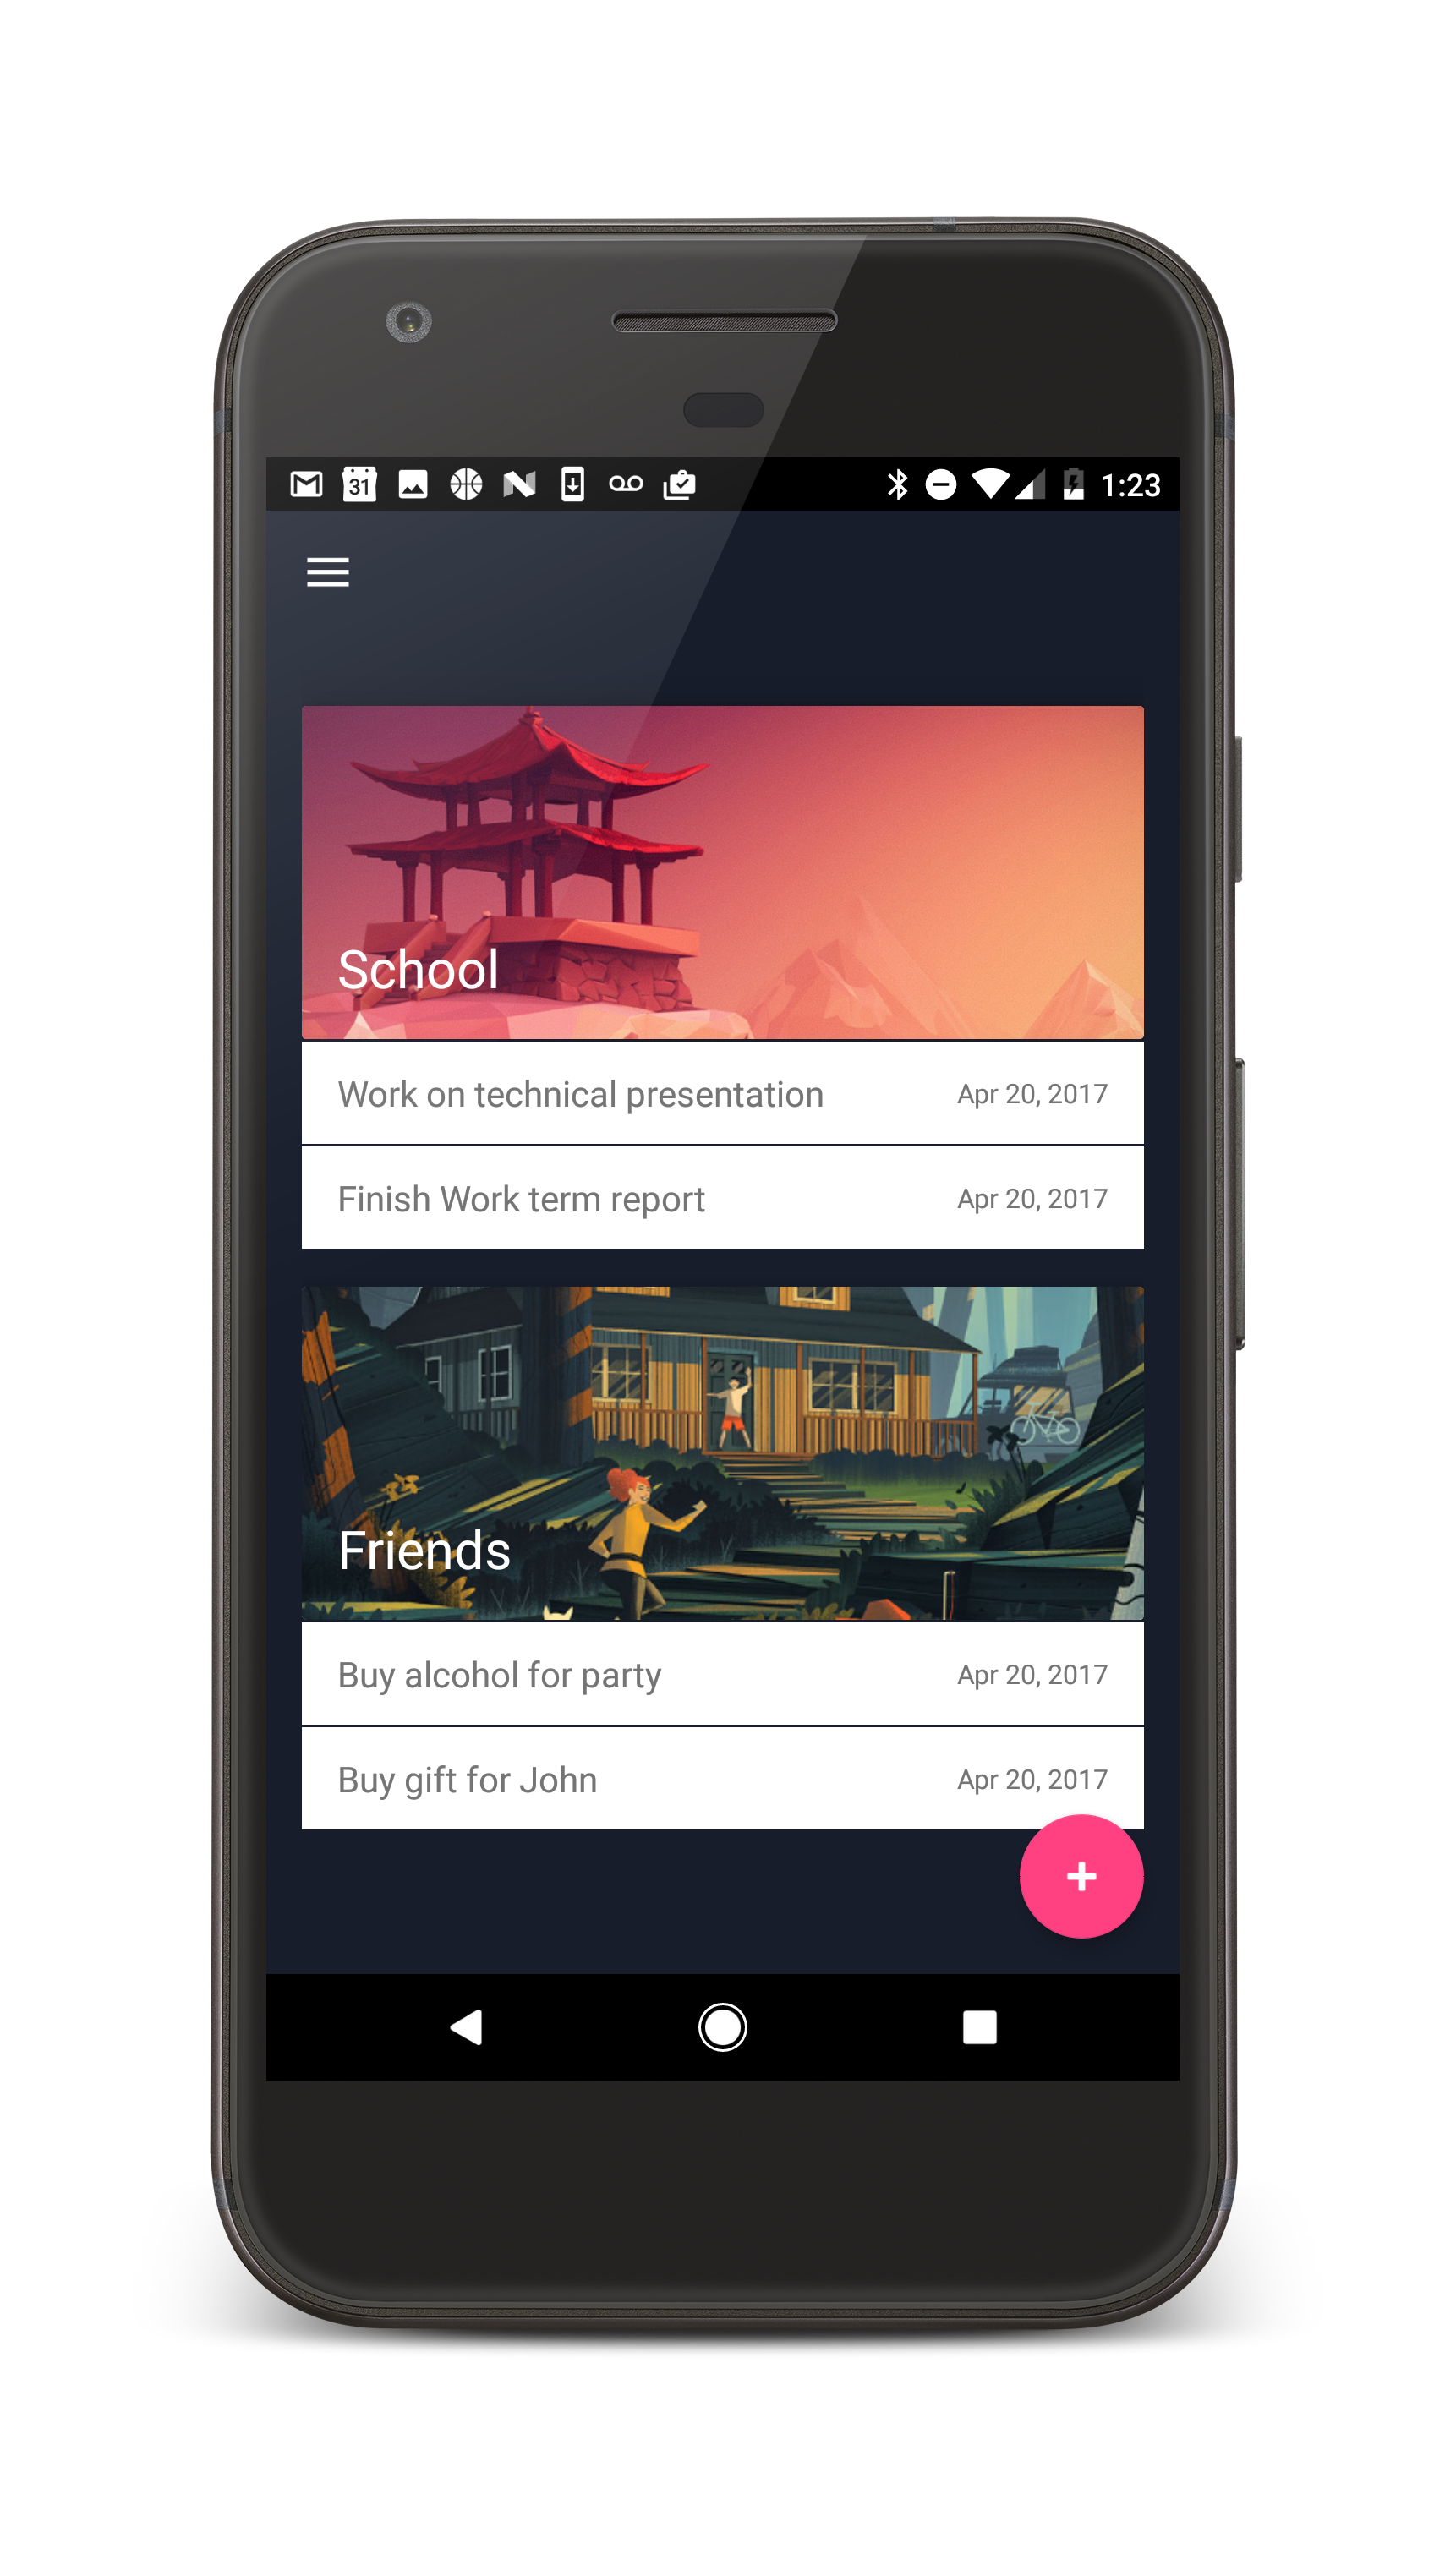 31
1:23
School
Work on technical presentation Apr 20, 2017
Finish Work term report Apr 20, 2017
Friends
Buy alcohol for party Apr 20, 2017
Buy gift for John Apr 20, 2017